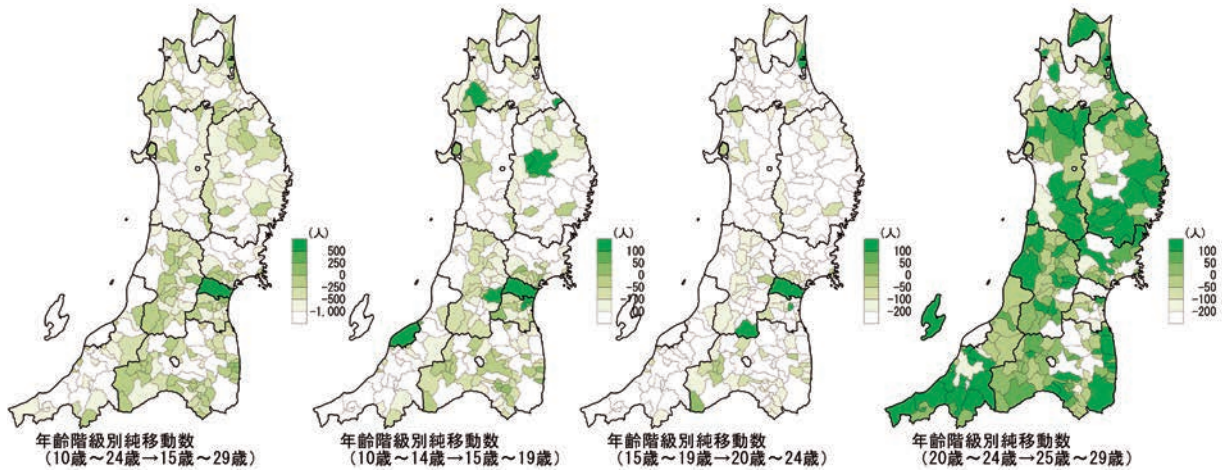 (人)
500
250
0
-250
-500
-1,000
(人)
100
50
0
-50
(人)
100
50
0
-50
-100
-200
(人)
100
50
0
-50
-100
-200
年齢階級別純移動数
(10歳~24歳→15歳~29歳)
年齢階級別純移動数
(10歳~14歳→15歳~19歳)
年齢階級別純移動数
(15歳~19歳→20歳~24歳)
年齢階級別純移動数
(20歳~24歳→25歳~29歳)